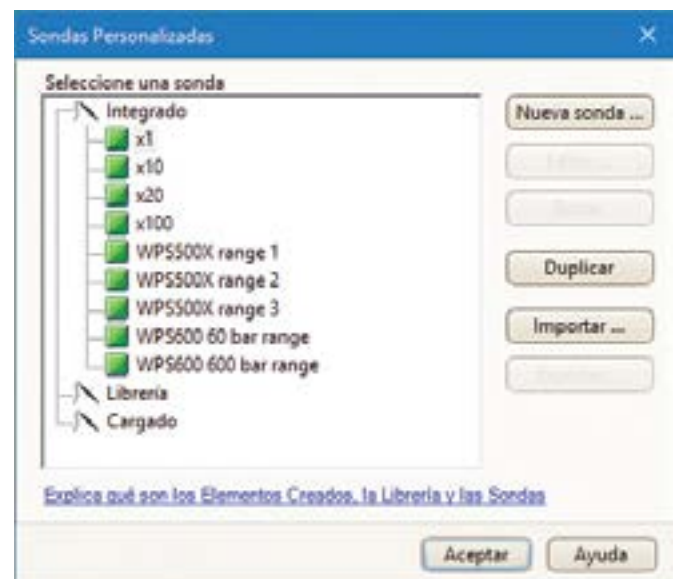 Sondas Personalizadas
Seleccione una sonda
Integrado
x1
x10
x20
x100
WPS500X range 1
WPS500X range 2
WPS500X range 3
WPS600 60 bar range
WPS600 600 bar range
Librería
Cargado
Nueva sonda ...
Duplicar
Importar ...
Explica qué son los Elementos Creados, la Librería y las Sondas
Aceptar
Ayuda